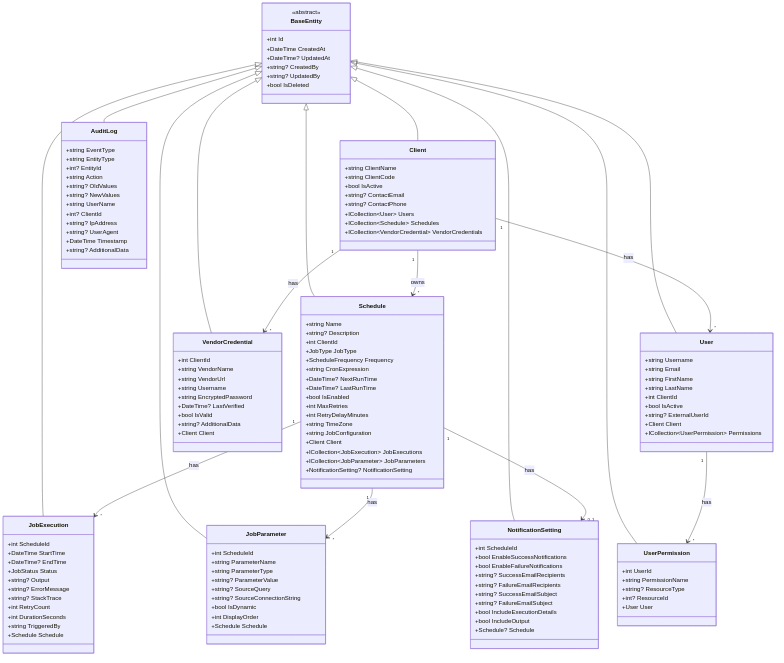 «abstract»
BaseEntity
+int Id
+DateTime CreatedAt
+DateTime? UpdatedAt
+string? CreatedBy
+string? UpdatedBy
+bool IsDeleted
AuditLog
+string EventType
+string EntityType
+int? EntityId
+string Action
+string? OldValues
+string? NewValues
+string UserName
+int? ClientId
+string? IpAddress
+string? UserAgent
+DateTime Timestamp
+string? AdditionalData
Client
+string ClientName
+string ClientCode
+bool IsActive
+string? ContactEmail
+string? ContactPhone
+ICollection<User> Users
+ICollection<Schedule> Schedules
+ICollection<VendorCredential> VendorCredentials
1
1
1
has
owns
has
*
*
*
Schedule
+string Name
+string? Description
+int ClientId
+JobType JobType
+ScheduleFrequency Frequency
+string CronExpression
+DateTime? NextRunTime
+DateTime? LastRunTime
+bool IsEnabled
+int MaxRetries
+int RetryDelayMinutes
+string TimeZone
+string JobConfiguration
+Client Client
+ICollection<JobExecution> JobExecutions
+ICollection<JobParameter> JobParameters
+NotificationSetting? NotificationSetting
VendorCredential
+int ClientId
+string VendorName
+string VendorUrl
+string Username
+string EncryptedPassword
+DateTime? LastVerified
+bool IsValid
+string? AdditionalData
+Client Client
User
+string Username
+string Email
+string FirstName
+string LastName
+int ClientId
+bool IsActive
+string? ExternalUserId
+Client Client
+ICollection<UserPermission> Permissions
1
1
1
1
has
has
has
has
*
*
*
JobExecution
+int ScheduleId
+DateTime StartTime
+DateTime? EndTime
+JobStatus Status
+string? Output
+string? ErrorMessage
+string? StackTrace
+int RetryCount
+int DurationSeconds
+string TriggeredBy
+Schedule Schedule
JobParameter
+int ScheduleId
+string ParameterName
+string ParameterType
+string? ParameterValue
+string? SourceQuery
+string? SourceConnectionString
+bool IsDynamic
+int DisplayOrder
+Schedule Schedule
NotificationSetting
+int ScheduleId
+bool EnableSuccessNotifications
+bool EnableFailureNotifications
+string? SuccessEmailRecipients
+string? FailureEmailRecipients
+string? SuccessEmailSubject
+string? FailureEmailSubject
+bool IncludeExecutionDetails
+bool IncludeOutput
+Schedule? Schedule
UserPermission
+int UserId
+string PermissionName
+string? ResourceType
+int? ResourceId
+User User